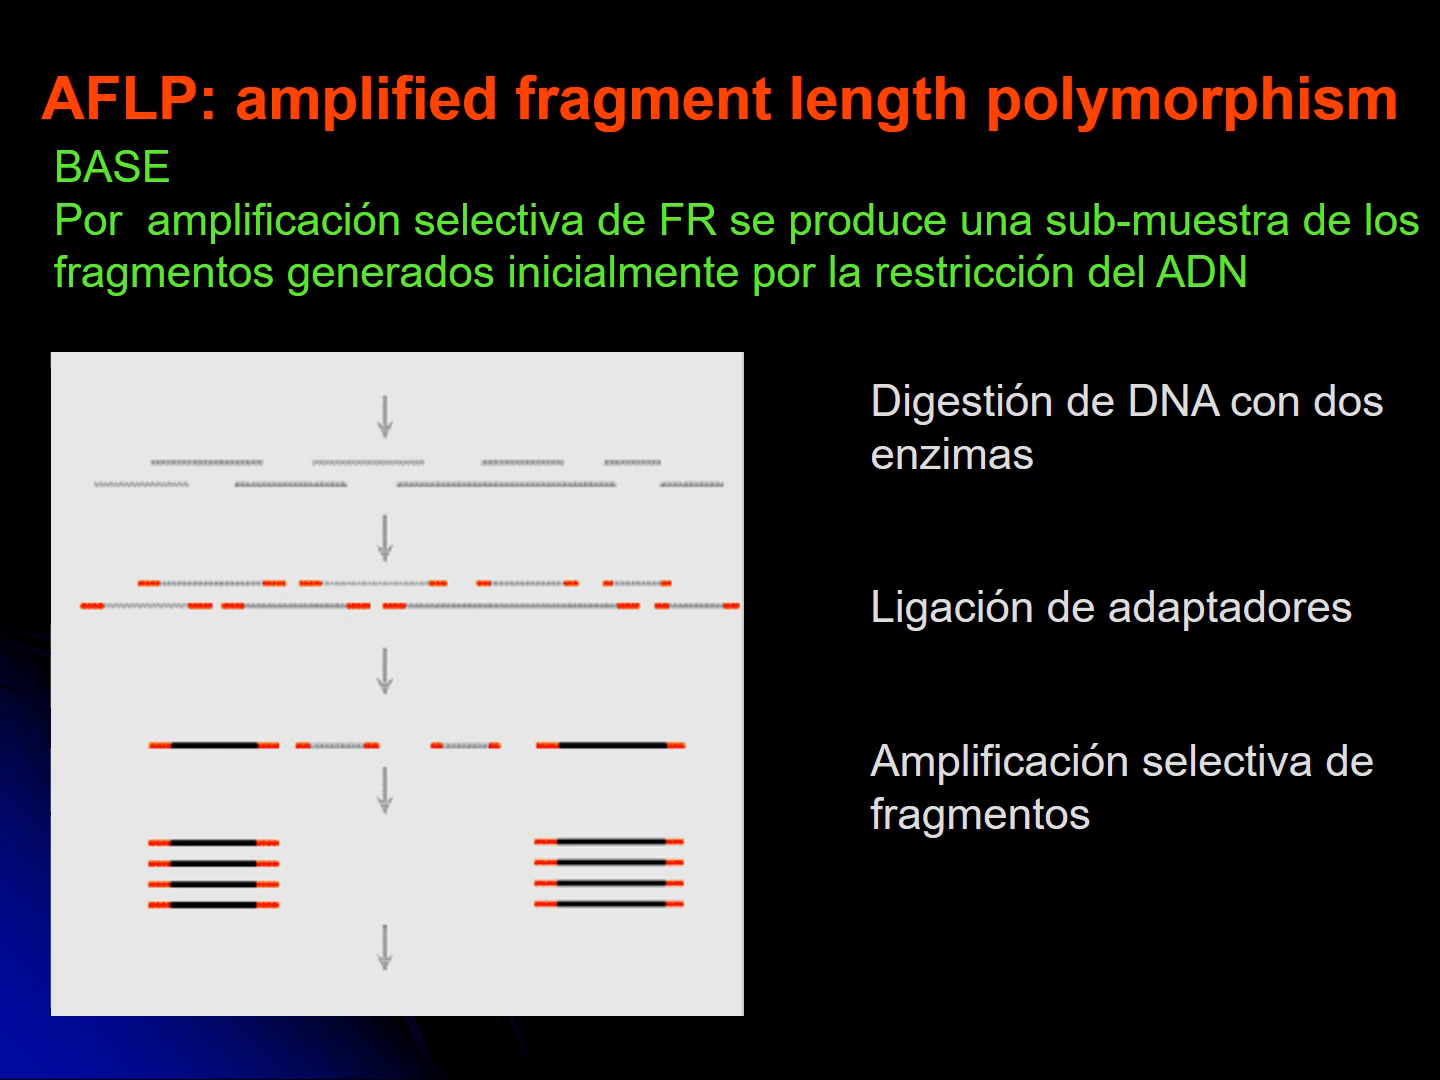 AFLP: amplified fragment length polymorphism
BASE
Por  amplificación selectiva de FR se produce una sub-muestra de los
fragmentos generados inicialmente por la restricción del ADN
Digestión de DNA con dos
enzimas
Ligación de adaptadores
Amplificación selectiva de
fragmentos